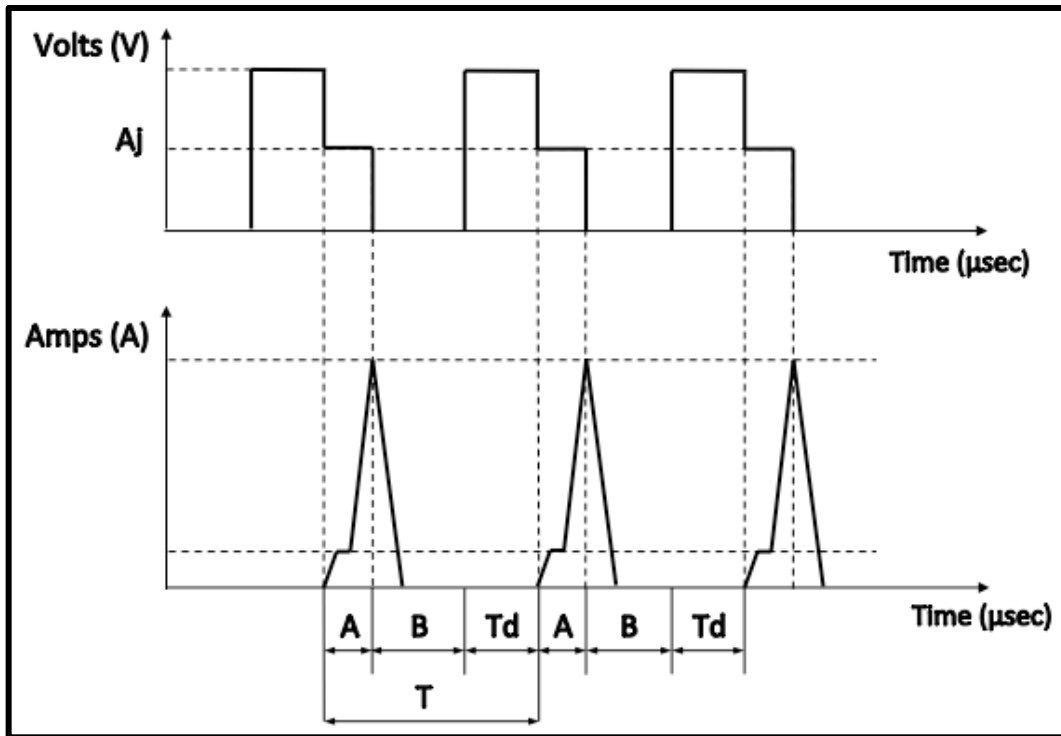 Volts (V)
Aj
Time (µsec)
Amps (A)
Time (µsec)
A B Td A B Td
T